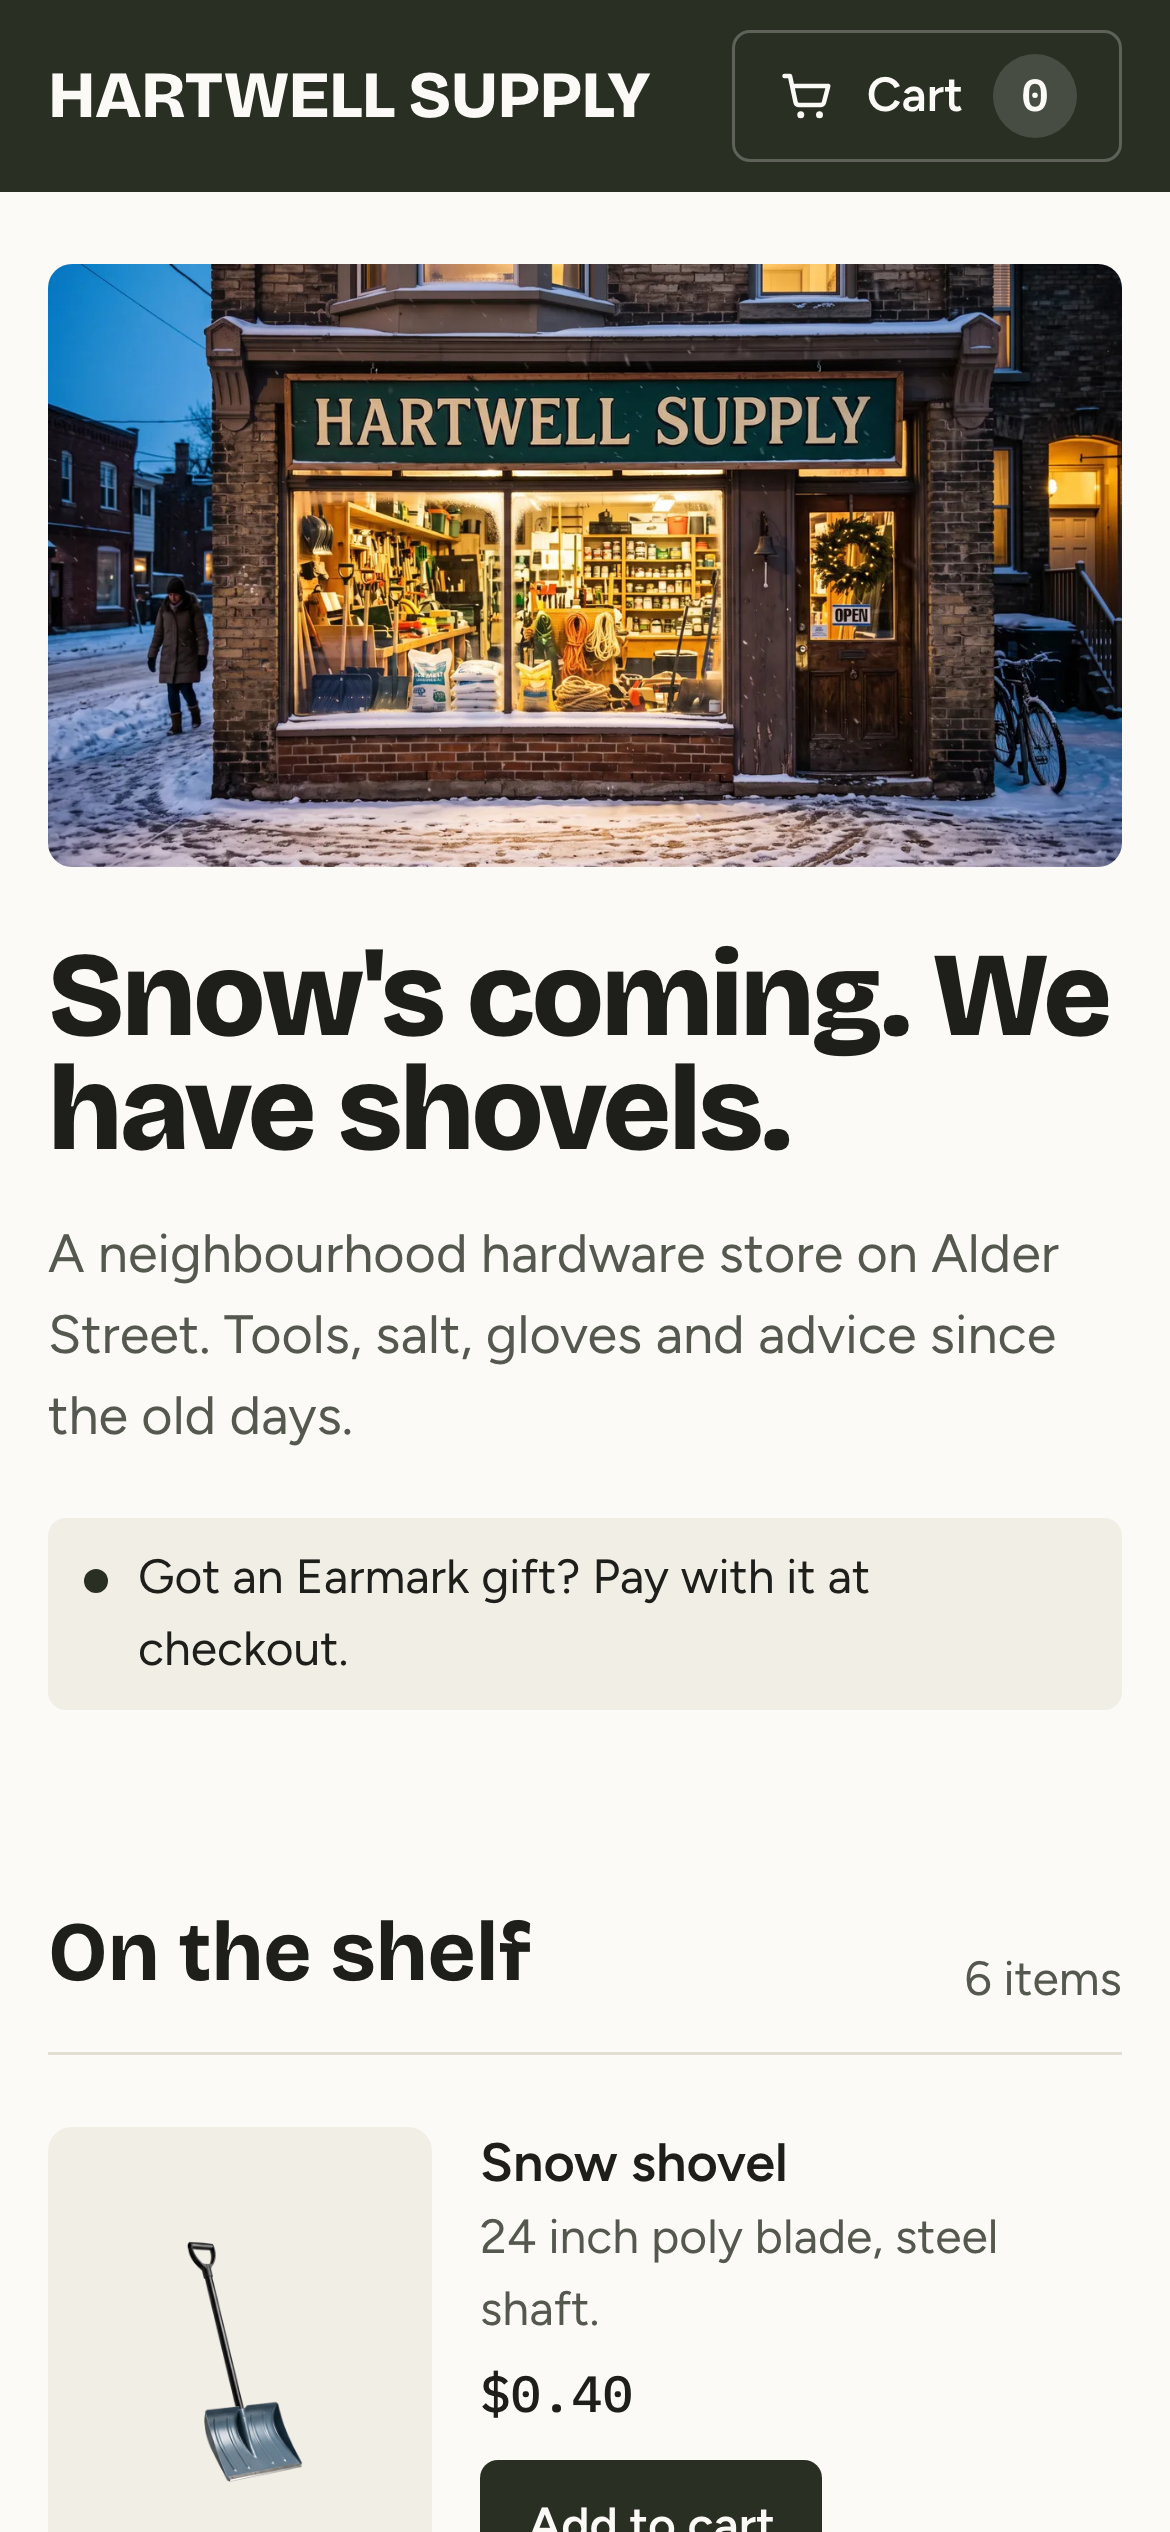 HARTWELL SUPPLY
Cart 0
HARTWELL SUPPLY
OPEN
Snow's coming. We
have shovels.
A neighbourhood hardware store on Alder
Street. Tools, salt, gloves and advice since
the old days.
Got an Earmark gift? Pay with it at
checkout.
On the shelf
6 items
Snow shovel
24 inch poly blade, steel
shaft.
$0.40
Add to cart